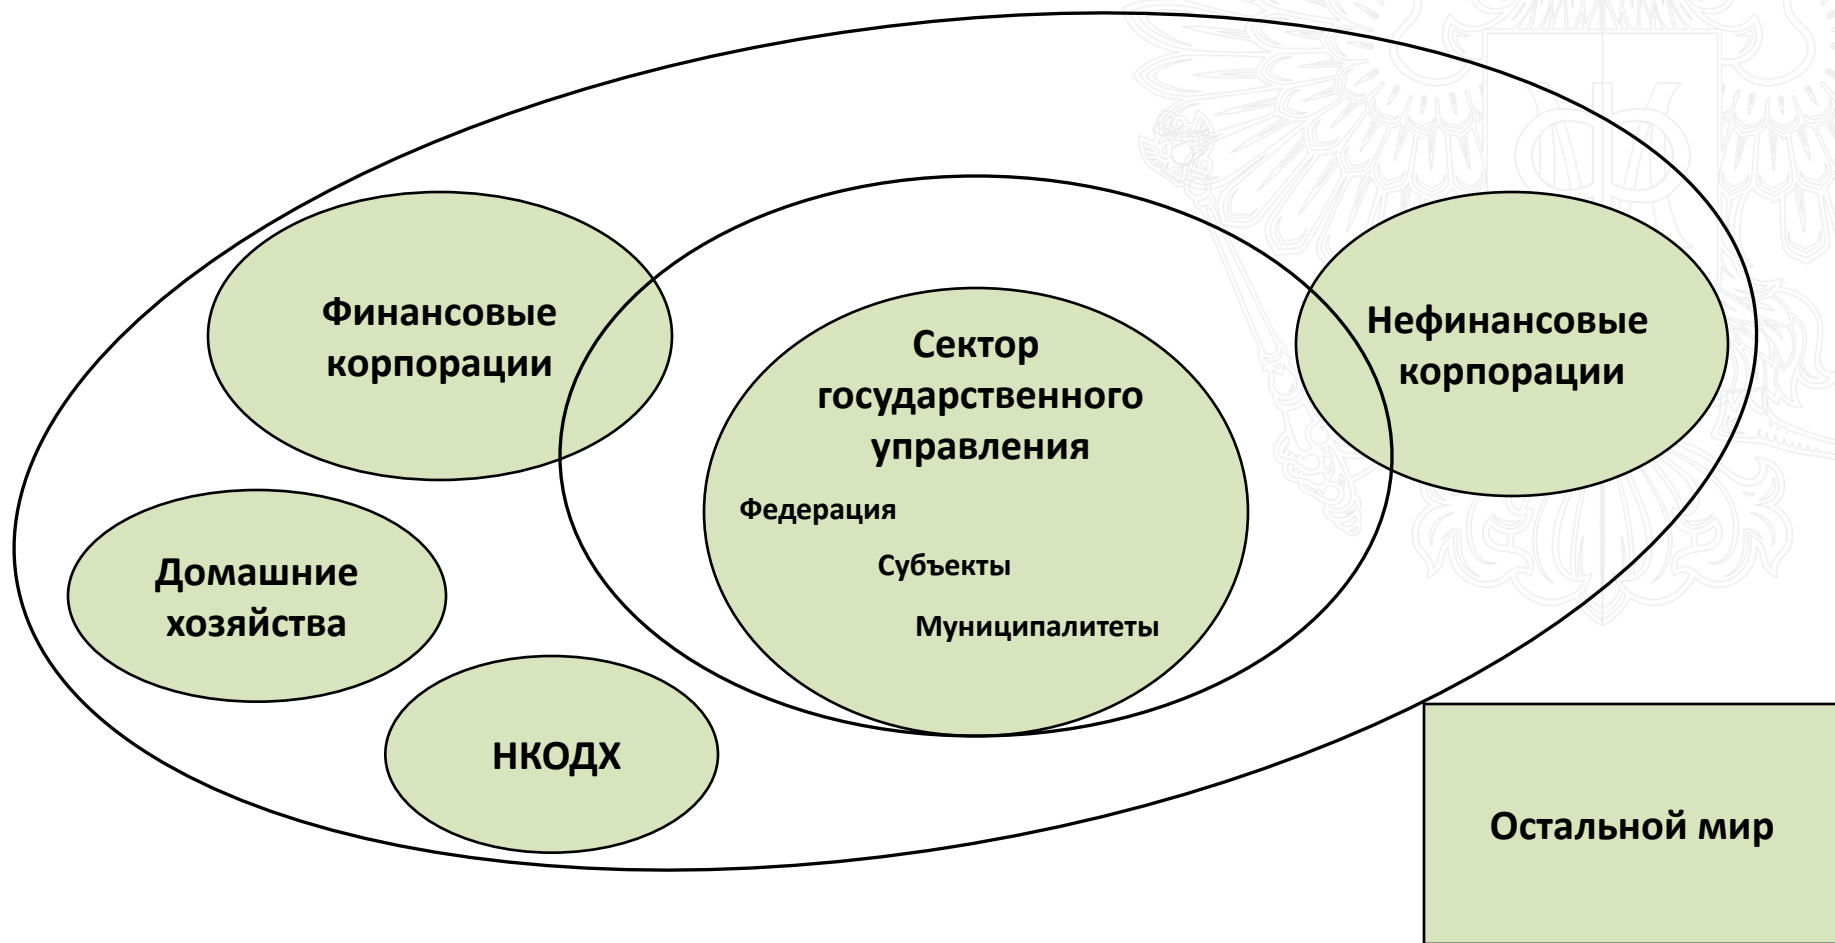 Финансовые
корпорации
Сектор
государственного
управления
Федерация
Субъекты
Муниципалитеты
Нефинансовые
корпорации
Домашние
хозяйства
НКОДХ
Остальной мир